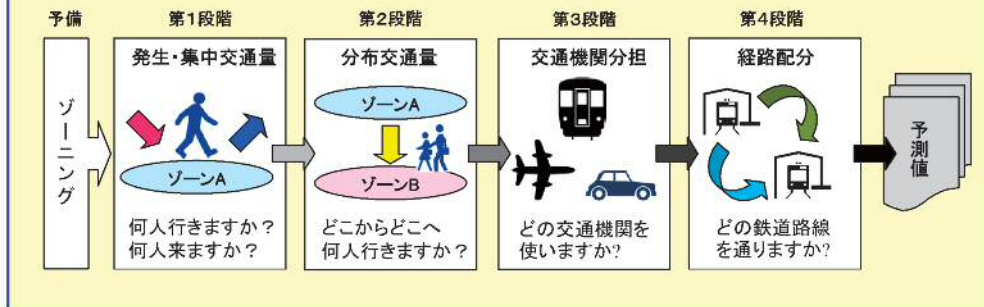 予備
第1段階
第2段階
第3段階
第4段階
ゾーニング
発生・集中交通量
ゾーンA
何人行きますか?
何人来ますか?
分布交通量
ゾーンA
ゾーンB
どこからどこへ
何人行きますか?
交通機関分担
どの交通機関を
使いますか?
経路配分
どの鉄道路線
を通りますか?
予測値